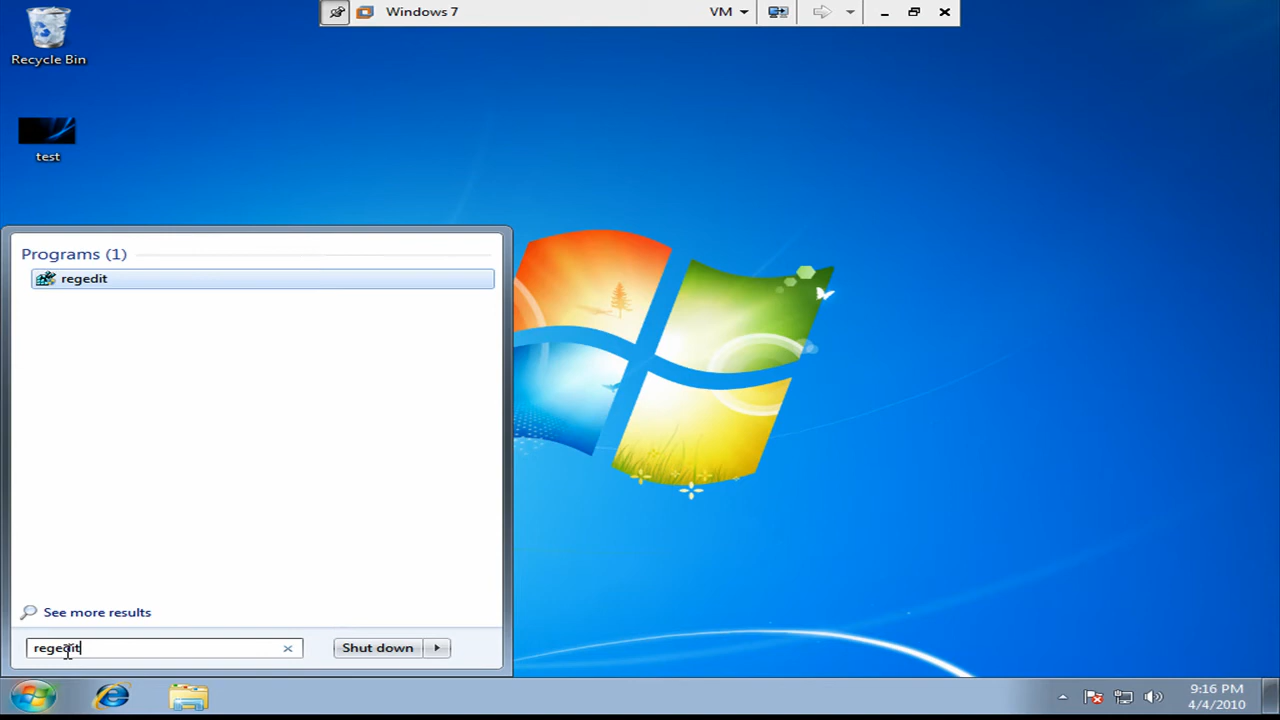 Windows 7
VM
Recycle Bin
test
Programs (1)
regedit
See more results
regedit
Shut down
9:16 PM
4/4/2010